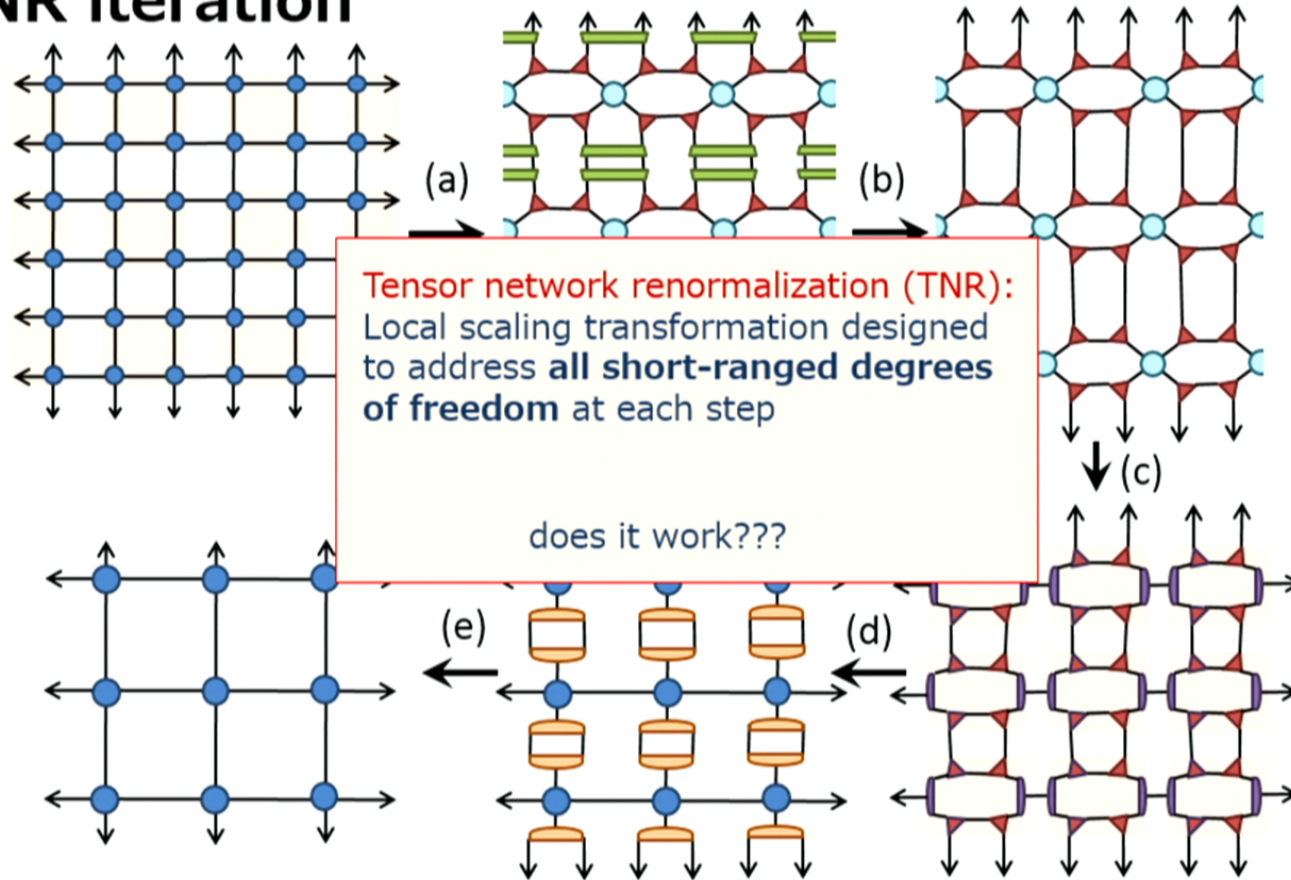 NR iteration
(a)
(b)
Tensor network renormalization (TNR):
Local scaling transformation designed
to address all short-ranged degrees
of freedom at each step
does it work???
(c)
(e)
(d)